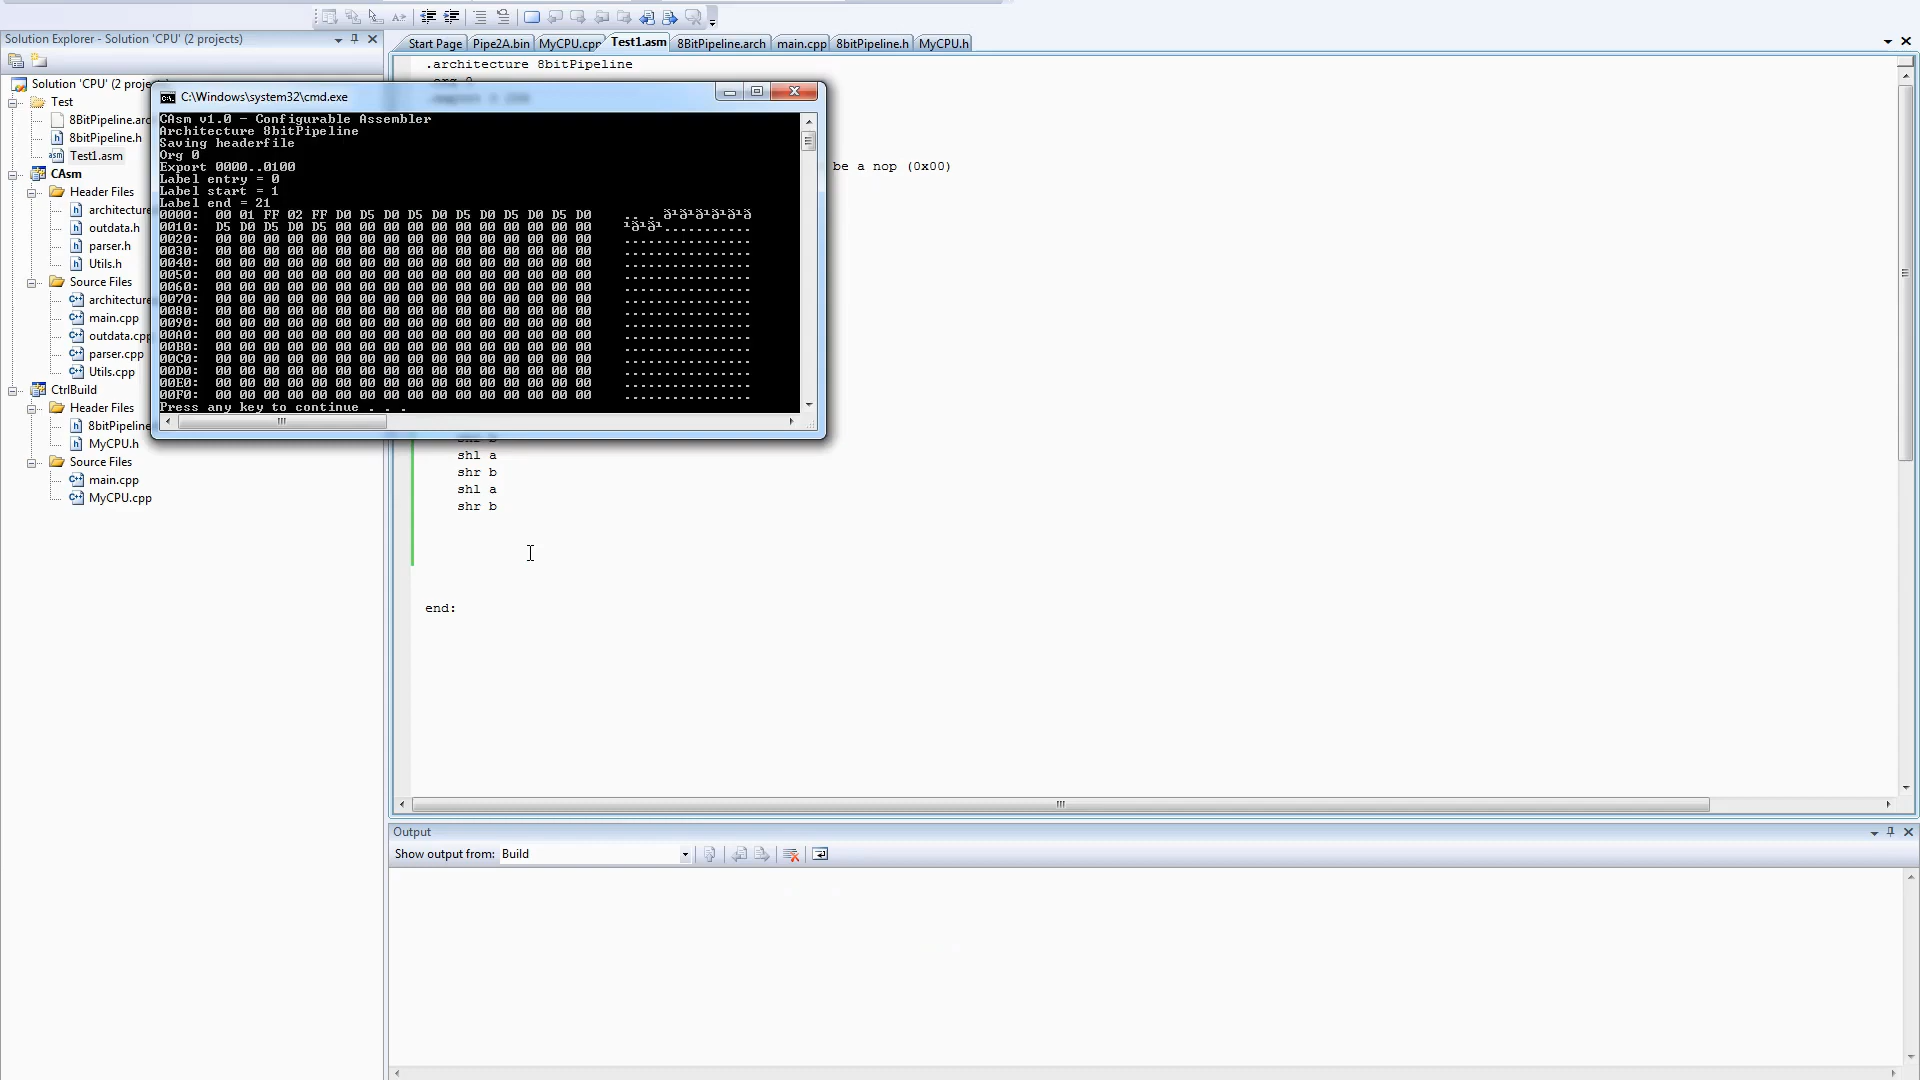 Solution Explorer - Solution 'CPU' (2 projects)
Solution 'CPU' (2 proje
Test
8BitPipeline.arc
8bitPipeline.h
Test1.asm
CAsm
Header Files
architecture
outdata.h
parser.h
Utils.h
Source Files
architecture
main.cpp
outdata.cpp
parser.cpp
Utils.cpp
CtrlBuild
Header Files
8bitPipeline
MyCPU.h
Source Files
main.cpp
MyCPU.cpp
Start Page
Pipe2A.bin
MyCPU.cpp
Test1.asm
8BitPipeline.arch
main.cpp
8bitPipeline.h
MyCPU.h
.architecture 8bitPipeline
be a nop (0x00)
C:\Windows\system32\cmd.exe
CAsm v1.0 - Configurable Assembler
Architecture 8bitPipeline
Saving headerfile
Org 0
Export 0000..0100
Label entry = 0
Label start = 1
Label end = 21
0000: 00 01 FF 02 FF D0 D5 D0 D5 D0 D5 D0 D5 D0 D5 D0 .. . ð¹ð¹ð¹ð¹ð¹ð
0010: D5 D0 D5 D0 D5 00 00 00 00 00 00 00 00 00 00 00 ¹ð¹ð¹...........
0020: 00 00 00 00 00 00 00 00 00 00 00 00 00 00 00 00 ................
0030: 00 00 00 00 00 00 00 00 00 00 00 00 00 00 00 00 ................
0040: 00 00 00 00 00 00 00 00 00 00 00 00 00 00 00 00 ................
0050: 00 00 00 00 00 00 00 00 00 00 00 00 00 00 00 00 ................
0060: 00 00 00 00 00 00 00 00 00 00 00 00 00 00 00 00 ................
0070: 00 00 00 00 00 00 00 00 00 00 00 00 00 00 00 00 ................
0080: 00 00 00 00 00 00 00 00 00 00 00 00 00 00 00 00 ................
0090: 00 00 00 00 00 00 00 00 00 00 00 00 00 00 00 00 ................
00A0: 00 00 00 00 00 00 00 00 00 00 00 00 00 00 00 00 ................
00B0: 00 00 00 00 00 00 00 00 00 00 00 00 00 00 00 00 ................
00C0: 00 00 00 00 00 00 00 00 00 00 00 00 00 00 00 00 ................
00D0: 00 00 00 00 00 00 00 00 00 00 00 00 00 00 00 00 ................
00E0: 00 00 00 00 00 00 00 00 00 00 00 00 00 00 00 00 ................
00F0: 00 00 00 00 00 00 00 00 00 00 00 00 00 00 00 00 ................
Press any key to continue . . .
shl a
shr b
shl a
shr b
end:
Output
Show output from: Build